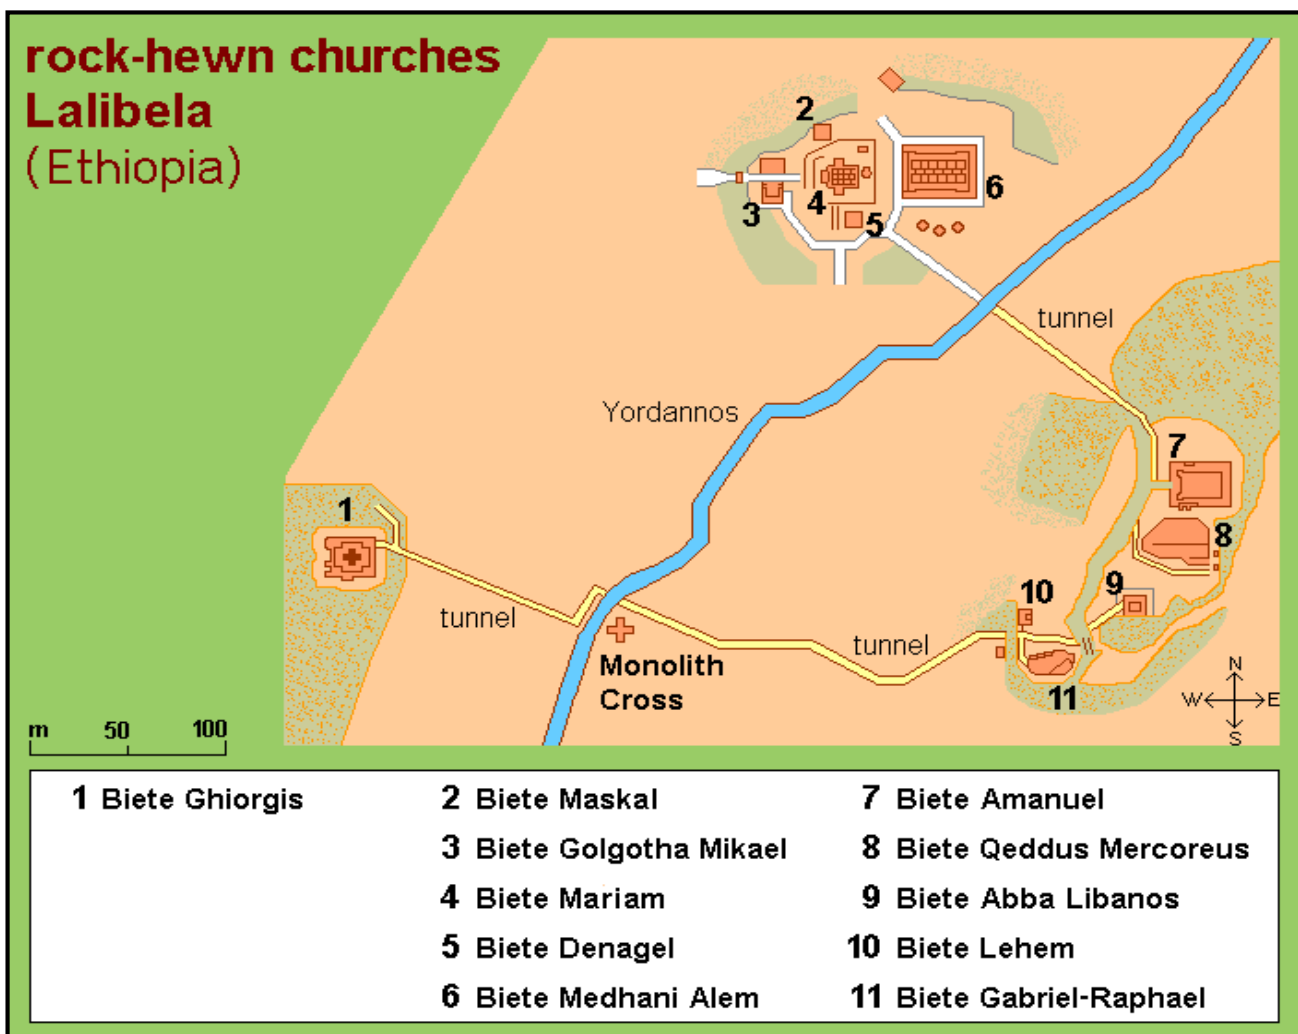 rock-hewn churches
Lalibela
(Ethiopia)
2
3
4
5
6
tunnel
Yordannos
7
1
8
9
10
tunnel
tunnel
Monolith
Cross
11
N
W E
S
m 50 100
1 Biete Ghiorgis
2 Biete Maskal
3 Biete Golgotha Mikael
4 Biete Mariam
5 Biete Denagel
6 Biete Medhani Alem
7 Biete Amanuel
8 Biete Qeddus Mercoreus
9 Biete Abba Libanos
10 Biete Lehem
11 Biete Gabriel-Raphael